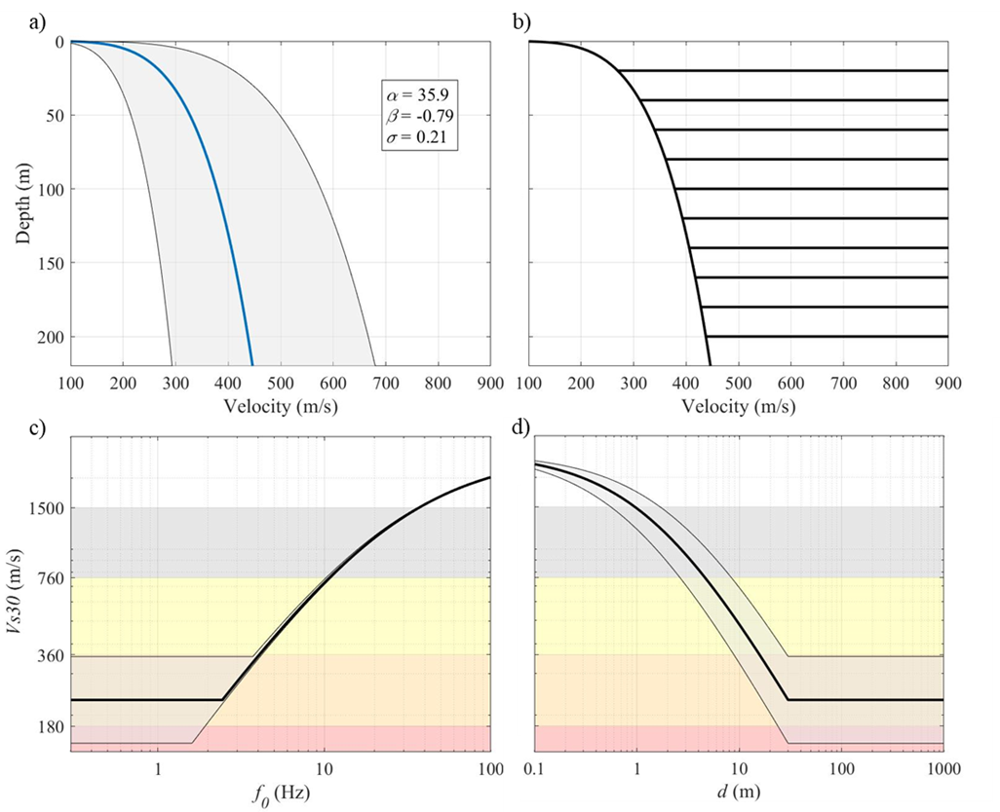 a)
0
50
100
150
200
Depth (m)
α = 35.9
β = -0.79
σ = 0.21
100 200 300 400 500 600 700 800 900
Velocity (m/s)
b)
100 200 300 400 500 600 700 800 900
Velocity (m/s)
c)
1500
760
360
180
Vs30 (m/s)
1 10 100
f0 (Hz)
d)
0.1 1 10 100 1000
d (m)